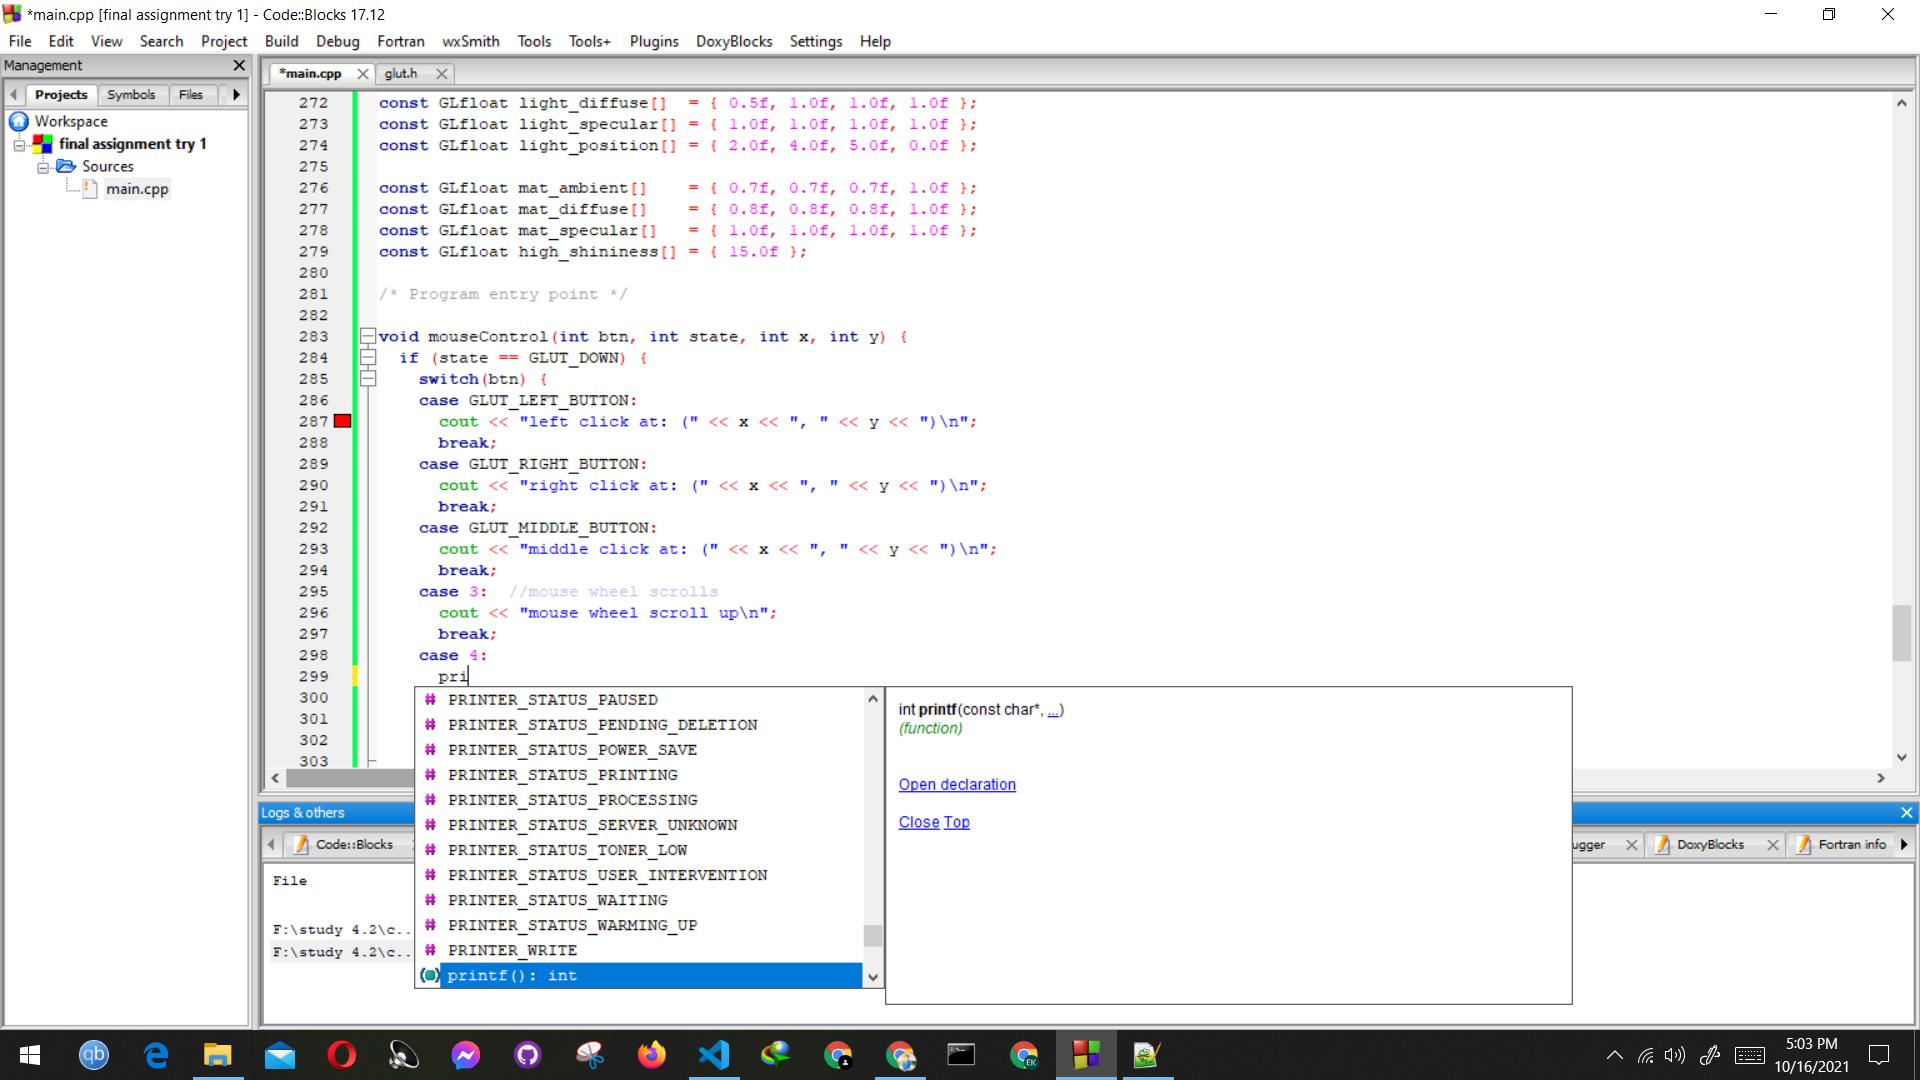 *main.cpp [final assignment try 1] - Code::Blocks 17.12
File Edit View Search Project Build Debug Fortran wxSmith Tools Tools+ Plugins DoxyBlocks Settings Help
Management
Projects Symbols Files
Workspace
final assignment try 1
Sources
main.cpp
*main.cpp glut.h
272 const GLfloat light_diffuse[] = { 0.5f, 1.0f, 1.0f, 1.0f };
273 const GLfloat light_specular[] = { 1.0f, 1.0f, 1.0f, 1.0f };
274 const GLfloat light_position[] = { 2.0f, 4.0f, 5.0f, 0.0f };
275
276 const GLfloat mat_ambient[] = { 0.7f, 0.7f, 0.7f, 1.0f };
277 const GLfloat mat_diffuse[] = { 0.8f, 0.8f, 0.8f, 1.0f };
278 const GLfloat mat_specular[] = { 1.0f, 1.0f, 1.0f, 1.0f };
279 const GLfloat high_shininess[] = { 15.0f };
280
281 /* Program entry point */
282
283 void mouseControl(int btn, int state, int x, int y) {
284 if (state == GLUT_DOWN) {
285 switch(btn) {
286 case GLUT_LEFT_BUTTON:
287 cout << "left click at: (" << x << ", " << y << ")\n";
288 break;
289 case GLUT_RIGHT_BUTTON:
290 cout << "right click at: (" << x << ", " << y << ")\n";
291 break;
292 case GLUT_MIDDLE_BUTTON:
293 cout << "middle click at: (" << x << ", " << y << ")\n";
294 break;
295 case 3: //mouse wheel scrolls
296 cout << "mouse wheel scroll up\n";
297 break;
298 case 4:
299 pri
300
301
302
303
PRINTER_STATUS_PAUSED
PRINTER_STATUS_PENDING_DELETION
PRINTER_STATUS_POWER_SAVE
PRINTER_STATUS_PRINTING
PRINTER_STATUS_PROCESSING
PRINTER_STATUS_SERVER_UNKNOWN
PRINTER_STATUS_TONER_LOW
PRINTER_STATUS_USER_INTERVENTION
PRINTER_STATUS_WAITING
PRINTER_STATUS_WARMING_UP
PRINTER_WRITE
printf(): int
int printf(const char*, ...)
(function)
Open declaration
Close Top
Logs & others
Code::Blocks ugger DoxyBlocks Fortran info
File
F:\study 4.2\c..
F:\study 4.2\c..
qb
EK
5:03 PM
10/16/2021